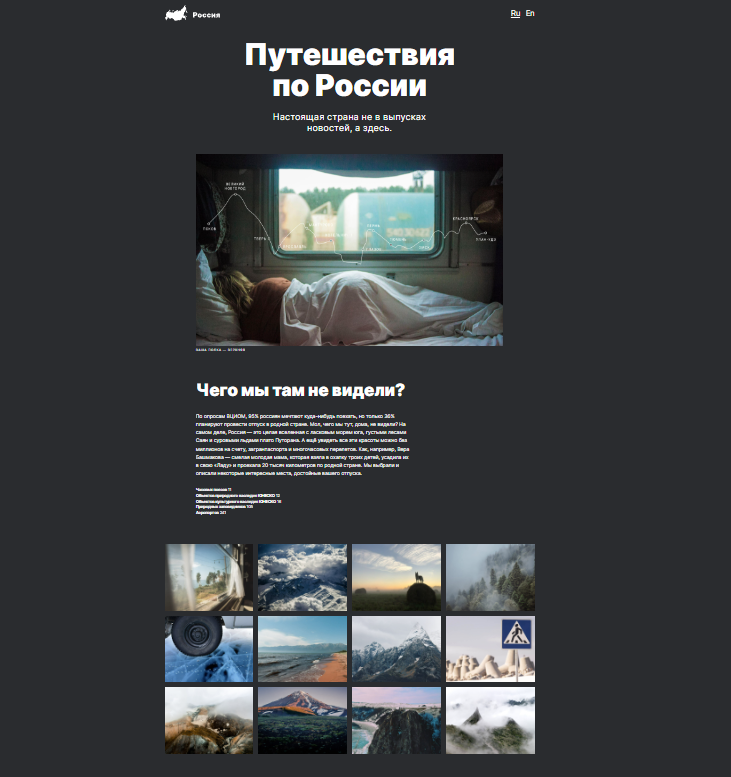 Россия
Ru En
Путешествия
по России
Настоящая страна не в выпусках
новостей, а здесь.
ВЕЛИКИЙ
НОВГОРОД
ПСКОВ
ТВЕРЬ
КРАСНОЯРСК
УЛАН-УДЭ
ВАША ПОЛКА — ВЕРХНЯЯ
Чего мы там не видели?
По опросам ВЦИОМ, 95% россиян мечтают куда-нибудь поехать, но только 36%
планируют провести отпуск в родной стране. Мол, чего мы тут, дома, не видели? На
самом деле, Россия — это целая вселенная с ласковым морем юга, густыми лесами
Саян и суровыми льдами плато Путорана. А ещё увидеть все эти красоты можно без
миллионов на счету, загранпаспорта и многочасовых перелетов. Как, например, Вера
Башмакова — смелая молодая мама, которая взяла в охапку троих детей, усадила их
в свою «Ладу» и проехала 20 тысяч километров по родной стране. Мы выбрали и
описали некоторые интересные места, достойные вашего отпуска.
Часовых поясов 11
Объектов природного наследия ЮНЕСКО
Объектов культурного наследия ЮНЕСКО
Природных заповедников
Аэропортов 241